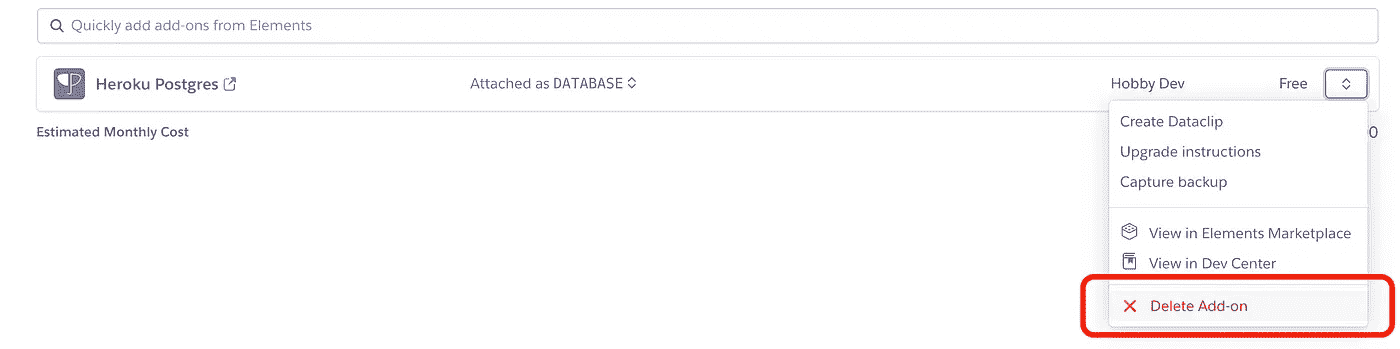 Quickly add add-ons from Elements
Heroku Postgres Attached as DATABASE Hobby Dev Free
Estimated Monthly Cost 0
Create Dataclip
Upgrade instructions
Capture backup
View in Elements Marketplace
View in Dev Center
Delete Add-on